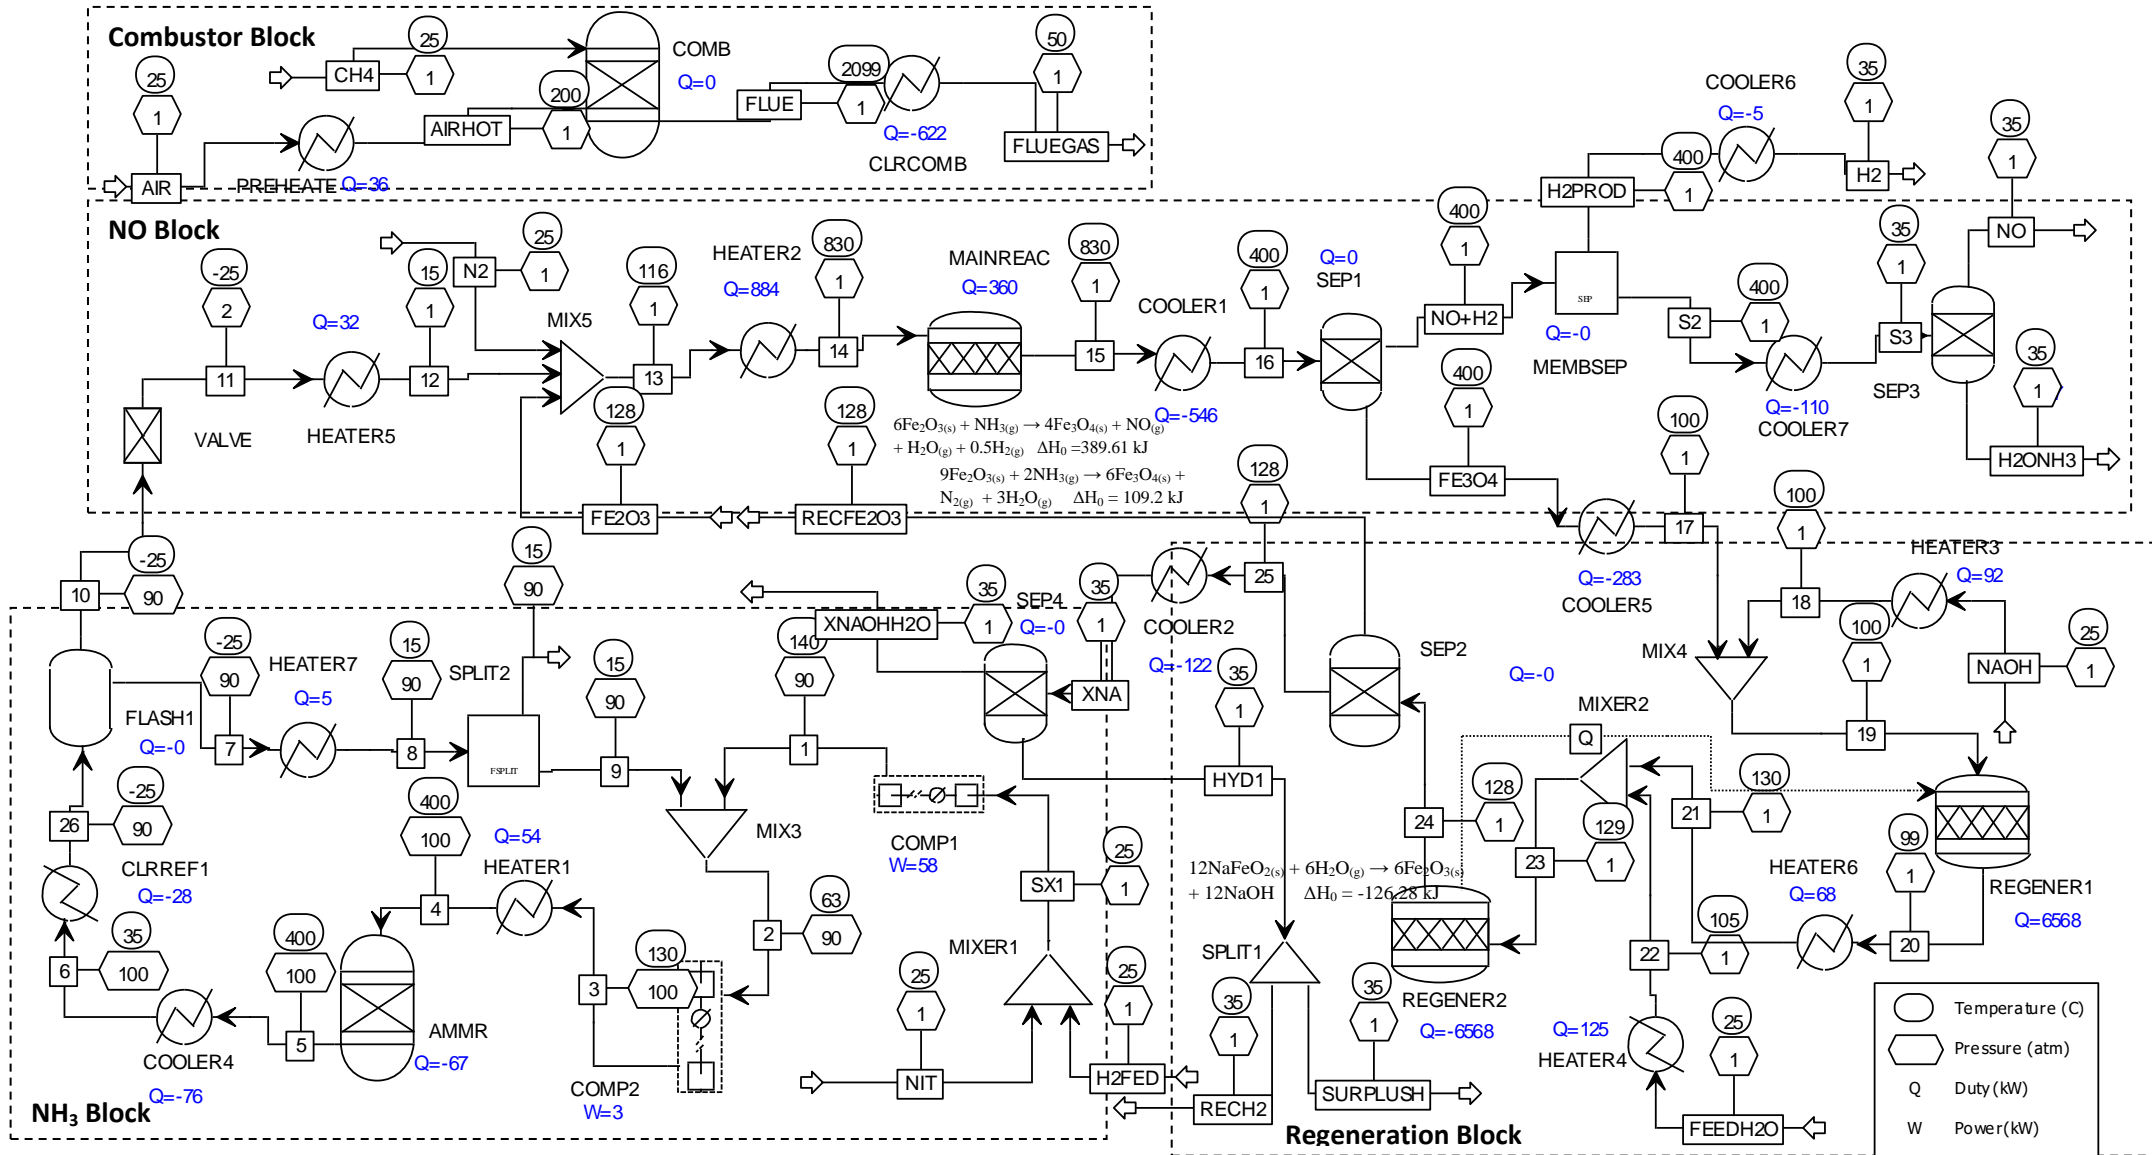 Combustor Block
25
1
AIR
PREHEATE
Q=36
25
1
CH4
200
1
AIRHOT
COMB
Q=0
2099
1
FLUE
Q=-622
CLRCOMB
50
1
FLUEGAS
COOLER6
Q=-5
35
1
H2
400
1
H2PROD
35
1
NO
NO Block
-25
2
11
Q=32
HEATER5
VALVE
15
1
12
N2
25
1
MIX5
116
1
13
HEATER2
Q=884
830
1
14
MAINREAC
Q=360
830
1
15
COOLER1
Q=-546
400
1
16
Q=0
SEP1
400
1
NO+H2
SEP
Q=-0
MEMBSEP
S2
400
1
Q=-110
COOLER7
35
1
S3
SEP3
35
1
H2ONH3
128
1
FE2O3
128
1
RECFE2O3
6Fe₂O₃(s) + NH₃(g) → 4Fe₃O₄(s) + NO(g)
+ H₂O(g) + 0.5H₂(g) ΔH₀ =389.61 kJ
9Fe₂O₃(s) + 2NH₃(g) → 6Fe₃O₄(s) +
N₂(g) + 3H₂O(g) ΔH₀ = 109.2 kJ
400
1
FE3O4
100
1
17
Q=-283
COOLER5
10
-25
90
FLASH1
Q=-0
-25
90
7
HEATER7
Q=5
15
90
8
SPLIT2
FSPLIT
15
90
15
90
9
26
-25
90
CLRREF1
Q=-28
35
100
6
COOLER4
Q=-76
400
100
5
AMMR
Q=-67
400
100
4
Q=54
HEATER1
130
100
3
COMP2
W=3
MIX3
63
90
2
140
90
1
COMP1
W=58
XNAOHH2O
35
1
SEP4
Q=-0
35
1
XNA
SX1
25
1
MIXER1
25
1
NIT
25
1
H2FED
NH₃ Block
128
1
25
COOLER2
Q=-122
SEP2
35
1
HYD1
SPLIT1
35
1
RECH2
35
1
SURPLUSH
128
1
24
12NaFeO₂(s) + 6H₂O(g) → 6Fe₂O₃(s)
+ 12NaOH ΔH₀ = -126.28 kJ
REGENER2
Q=-6568
Q=-0
MIXER2
Q
129
1
23
130
1
21
105
1
22
Q=125
HEATER4
25
1
FEEDH2O
HEATER6
Q=68
99
1
20
REGENER1
Q=6568
100
1
18
HEATER3
Q=92
NAOH
25
1
MIX4
100
1
19
Regeneration Block
Temperature (C)
Pressure (atm)
Q Duty (kW)
W Power(kW)